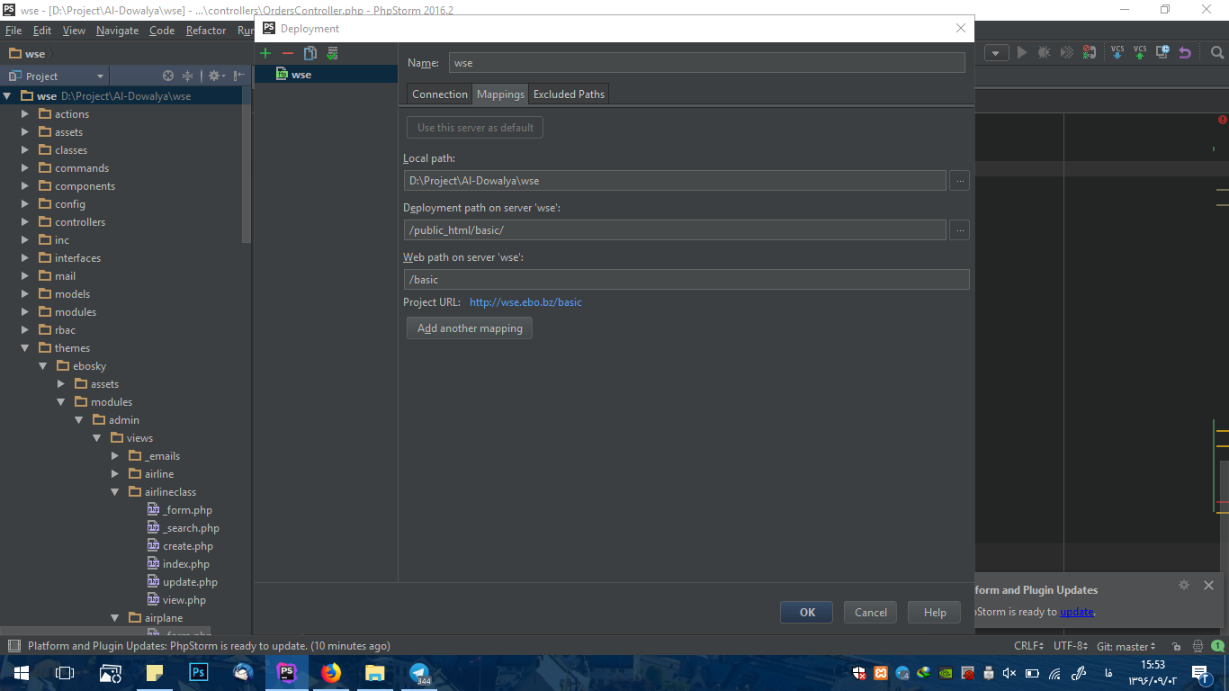 wse - [D:\Project\Al-Dowalya\wse] - ...\controllers\OrdersController.php - PhpStorm 2016.2
File Edit View Navigate Code Refactor
wse
Project
wse D:\Project\Al-Dowalya\wse
actions
assets
classes
commands
components
config
controllers
inc
interfaces
mail
models
modules
rbac
themes
ebosky
assets
modules
admin
views
_emails
airline
airlineclass
_form.php
_search.php
create.php
index.php
update.php
view.php
airplane
Deployment
wse
Name: wse
Connection Mappings Excluded Paths
Use this server as default
Local path:
D:\Project\Al-Dowalya\wse
...
Deployment path on server 'wse':
/public_html/basic/
...
Web path on server 'wse':
/basic
Project URL: http://wse.ebo.bz/basic
Add another mapping
OK Cancel Help
VCS VCS
form and Plugin Updates
Storm is ready to update.
Platform and Plugin Updates: PhpStorm is ready to update. (10 minutes ago)
CRLF UTF-8 Git: master 1
Ps PS 344
فا
15:53
۱۳۹۶/۰۹/۰۲